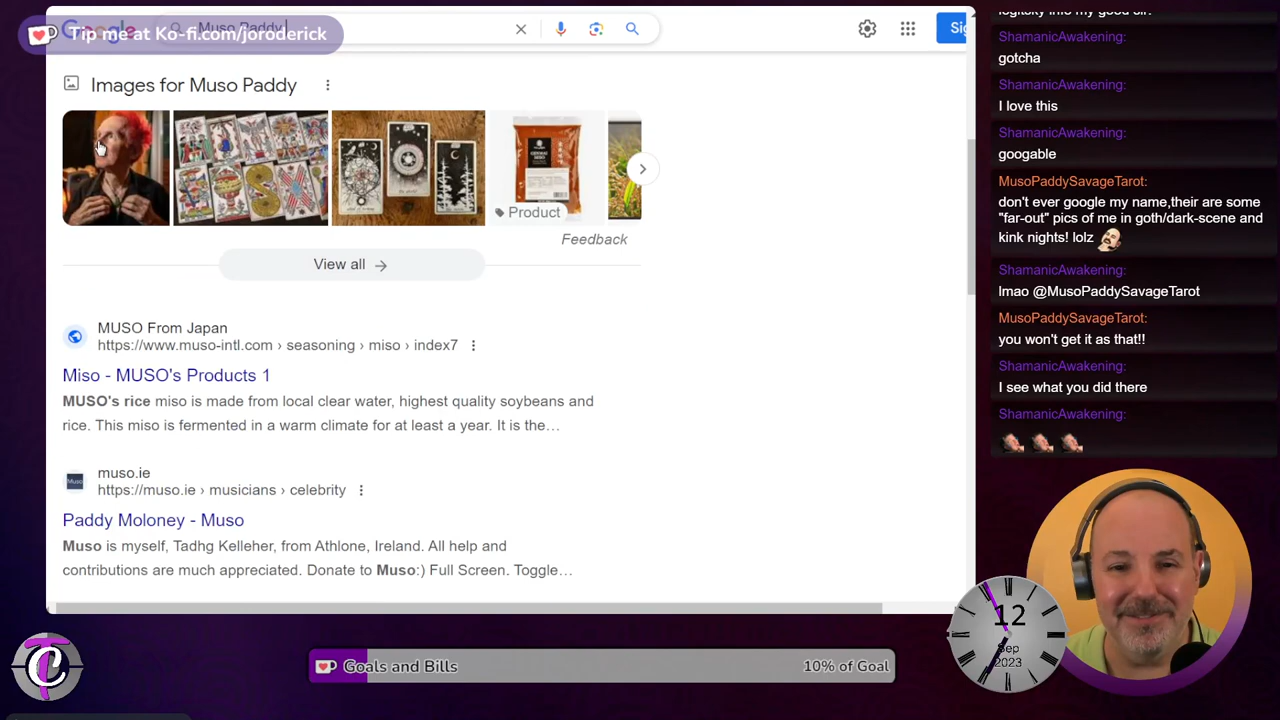 Google
Muso Paddy
Tip me at Ko-fi.com/joroderick
Images for Muso Paddy
Product
Feedback
View all
MUSO From Japan
https://www.muso-intl.com › seasoning › miso › index7
Miso - MUSO's Products 1
MUSO's rice miso is made from local clear water, highest quality soybeans and
rice. This miso is fermented in a warm climate for at least a year. It is the…
Muso
muso.ie
https://muso.ie › musicians › celebrity
Paddy Moloney - Muso
Muso is myself, Tadhg Kelleher, from Athlone, Ireland. All help and
contributions are much appreciated. Donate to Muso:) Full Screen. Toggle…
ShamanicAwakening:
gotcha
ShamanicAwakening:
I love this
ShamanicAwakening:
googable
MusoPaddySavageTarot:
don't ever google my name,their are some
"far-out" pics of me in goth/dark-scene and
kink nights! lolz
ShamanicAwakening:
lmao @MusoPaddySavageTarot
MusoPaddySavageTarot:
you won't get it as that!!
ShamanicAwakening:
I see what you did there
ShamanicAwakening:
12
Sep
2023
TC
Goals and Bills
10% of Goal